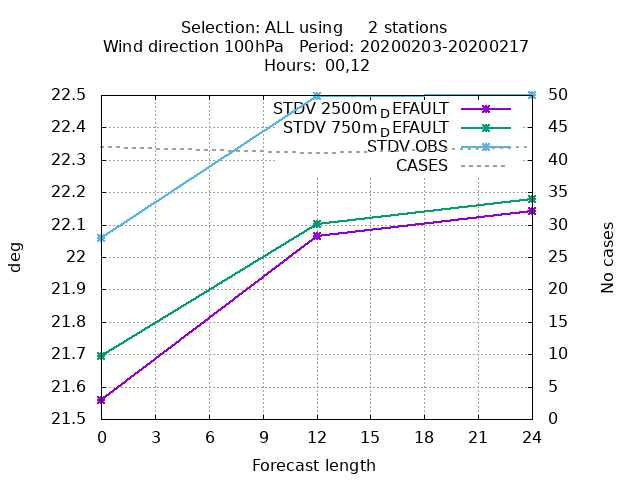 Selection: ALL using     2 stations
Wind direction 100hPa   Period: 20200203-20200217
Hours: 00,12
STDV 2500m_DEFAULT
STDV 750m_DEFAULT
STDV OBS
CASES
22.5
22.4
22.3
22.2
22.1
22
21.9
21.8
21.7
21.6
21.5
50
45
40
35
30
25
20
15
10
5
0
deg
No cases
0 3 6 9 12 15 18 21 24
Forecast length